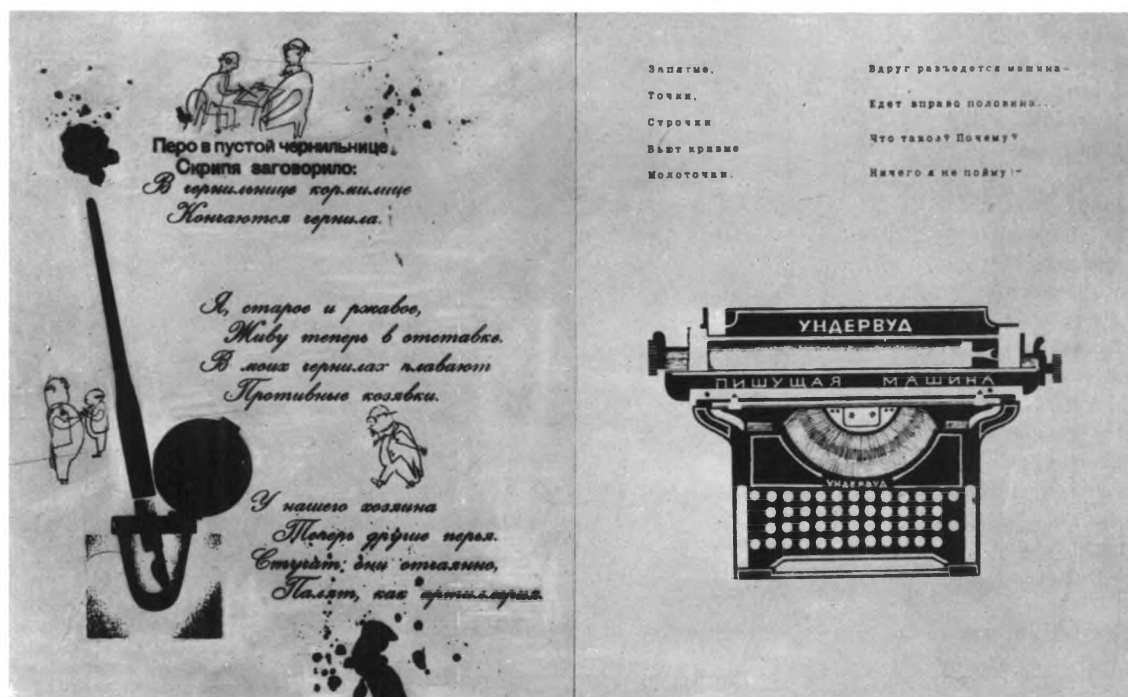 Перо в пустой чернильнице,
Скрипя заговорило:
В чернильнице кормилице
Кончаются чернила.
Я, старое и ржавое,
Живу теперь в отставке.
В моих чернилах плавают
Противные козявки.
У нашего хозяина
Теперь другие перья.
Стучат они отчаянно,
Палят, как артиллерия.
Запятые,
Точки,
Строчки
Бьют кривые
Молоточки.
Вдруг разъедется машина-
Едет вправо половина...
Что такое? Почему?
Ничего я не пойму!-
УНДЕРВУД
ПИШУЩАЯ МАШИНА
УНДЕРВУД